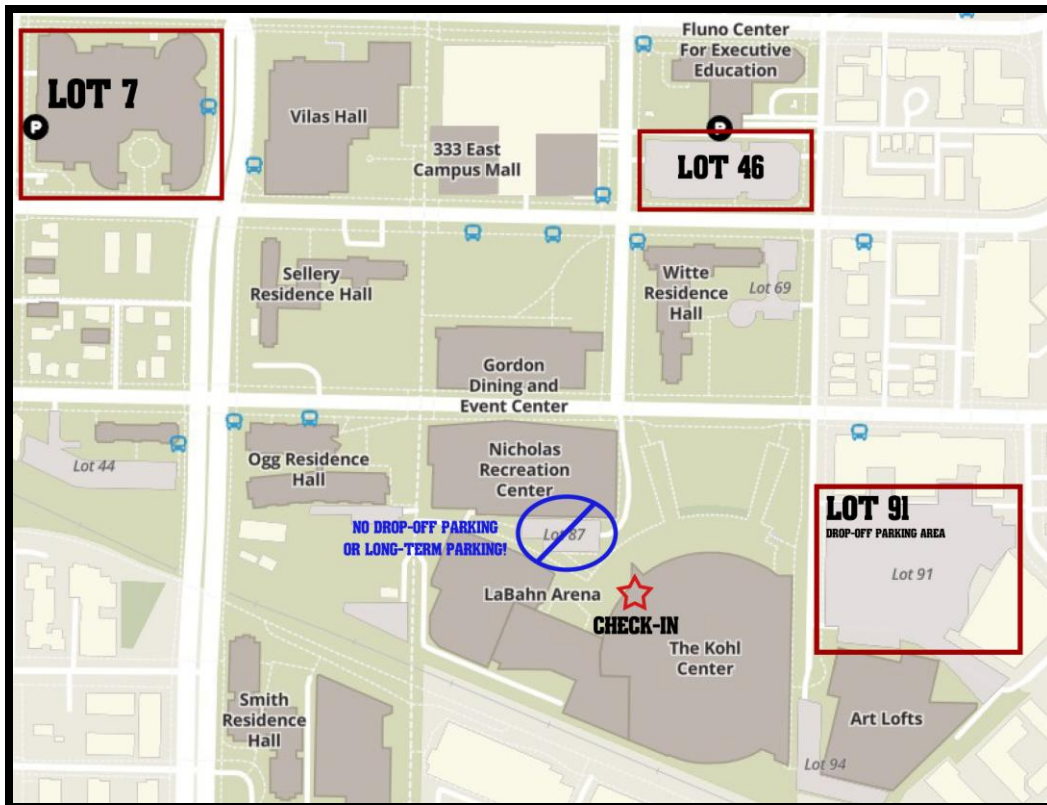 Fluno Center
For Executive
Education
LOT 7
P
Vilas Hall
333 East
Campus Mall
P
LOT 46
Sellery
Residence Hall
Witte
Residence
Hall
Lot 69
Gordon
Dining and
Event Center
Lot 44
Ogg Residence
Hall
Nicholas
Recreation
Center
NO DROP-OFF PARKING
OR LONG-TERM PARKING!
Lot 87
LOT 91
DROP-OFF PARKING AREA
Lot 91
LaBahn Arena
CHECK-IN
The Kohl
Center
Smith
Residence
Hall
Art Lofts
Lot 94